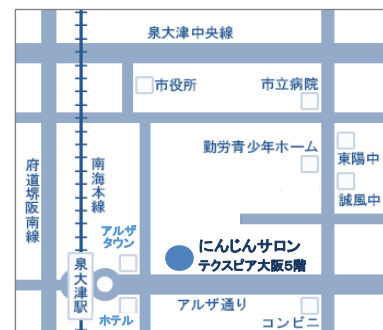 泉大津中央線
市役所
市立病院
勤労青少年ホーム
東陽中
誠風中
府道堺阪南線
南海本線
アルザ
タウン
にんじんサロン
テクスピア大阪5階
泉大津駅
アルザ通り
ホテル
コンビニ